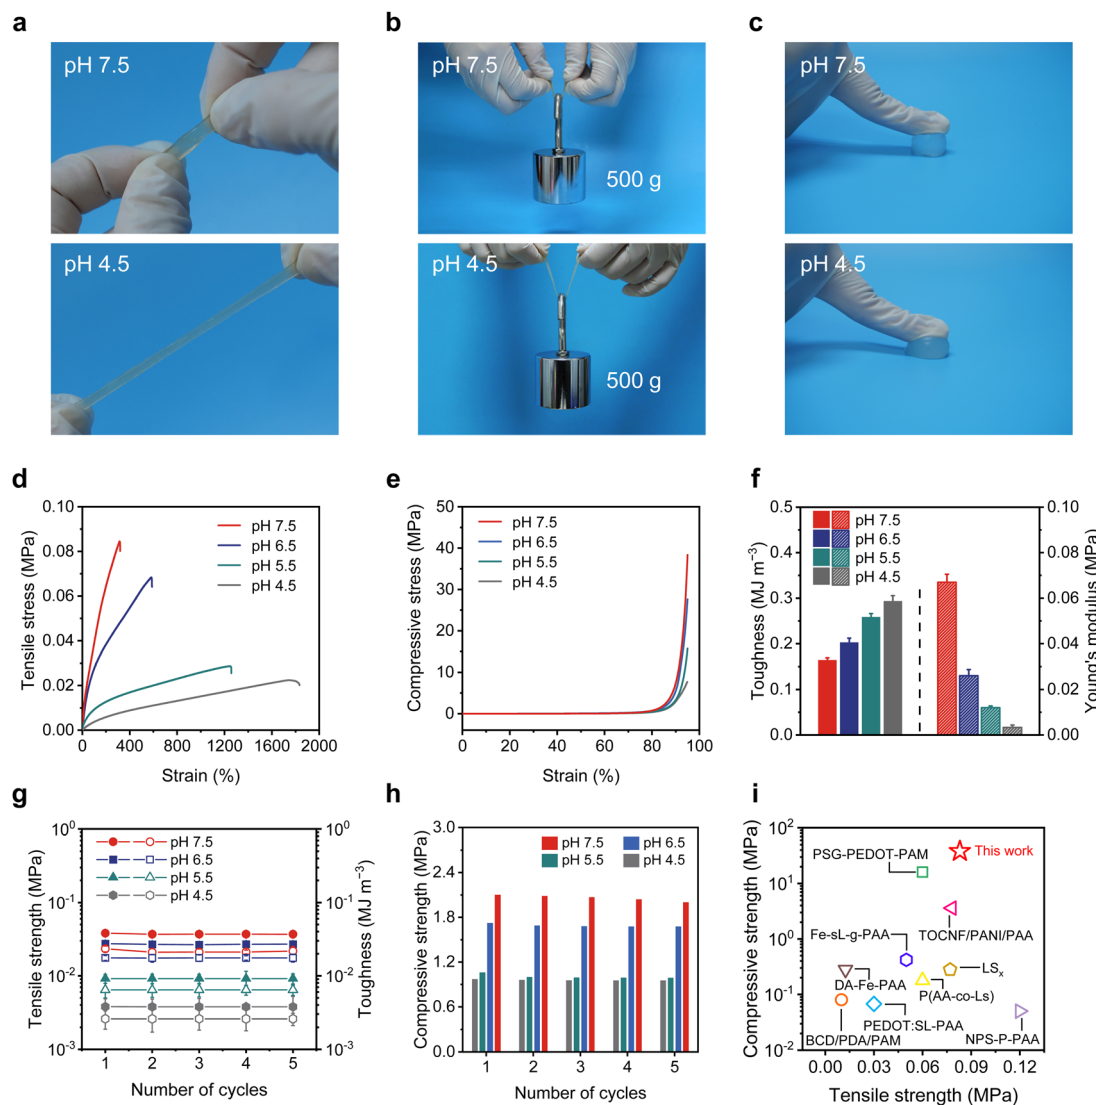 a
b
c
pH 7.5
pH 7.5
pH 7.5
500 g
pH 4.5
pH 4.5
pH 4.5
500 g
d
e
f
0.10
0.08
0.06
0.04
0.02
0.00
Tensile stress (MPa)
pH 7.5
pH 6.5
pH 5.5
pH 4.5
0
400
800
1200
1600
2000
Strain (%)
50
40
30
20
10
0
Compressive stress (MPa)
pH 7.5
pH 6.5
pH 5.5
pH 4.5
0
20
40
60
80
100
Strain (%)
0.5
0.4
0.3
0.2
0.1
0.0
Toughness (MJ m⁻³)
pH 7.5
pH 6.5
pH 5.5
pH 4.5
0.10
0.08
0.06
0.04
0.02
0.00
Young's modulus (MPa)
g
h
i
10⁰
10⁻¹
10⁻²
10⁻³
Tensile strength (MPa)
pH 7.5
pH 6.5
pH 5.5
pH 4.5
10⁰
10⁻¹
10⁻²
10⁻³
Toughness (MJ m⁻³)
1
2
3
4
5
Number of cycles
3.0
2.4
1.8
1.2
0.6
0.0
Compressive strength (MPa)
pH 7.5
pH 6.5
pH 5.5
pH 4.5
1
2
3
4
5
Number of cycles
10²
10¹
10⁰
10⁻¹
10⁻²
Compressive strength (MPa)
PSG-PEDOT-PAM
This work
TOCNF/PANI/PAA
Fe-sL-g-PAA
LSₓ
DA-Fe-PAA
P(AA-co-Ls)
PEDOT:SL-PAA
BCD/PDA/PAM
NPS-P-PAA
0.00
0.03
0.06
0.09
0.12
Tensile strength (MPa)